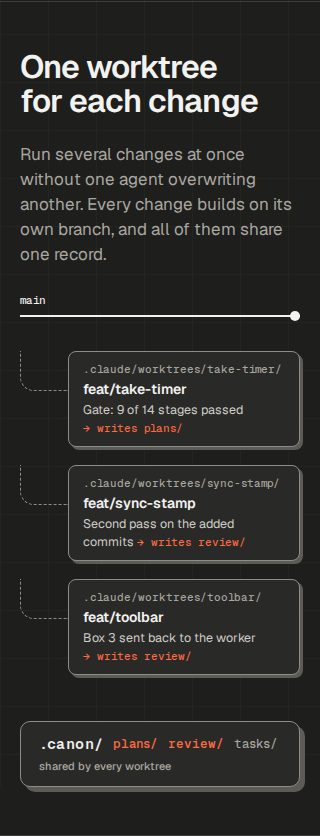 One worktree
for each change
Run several changes at once
without one agent overwriting
another. Every change builds on its
own branch, and all of them share
one record.
main
.claude/worktrees/take-timer/
feat/take-timer
Gate: 9 of 14 stages passed
→ writes plans/
.claude/worktrees/sync-stamp/
feat/sync-stamp
Second pass on the added
commits → writes review/
.claude/worktrees/toolbar/
feat/toolbar
Box 3 sent back to the worker
→ writes review/
.canon/ plans/ review/ tasks/
shared by every worktree